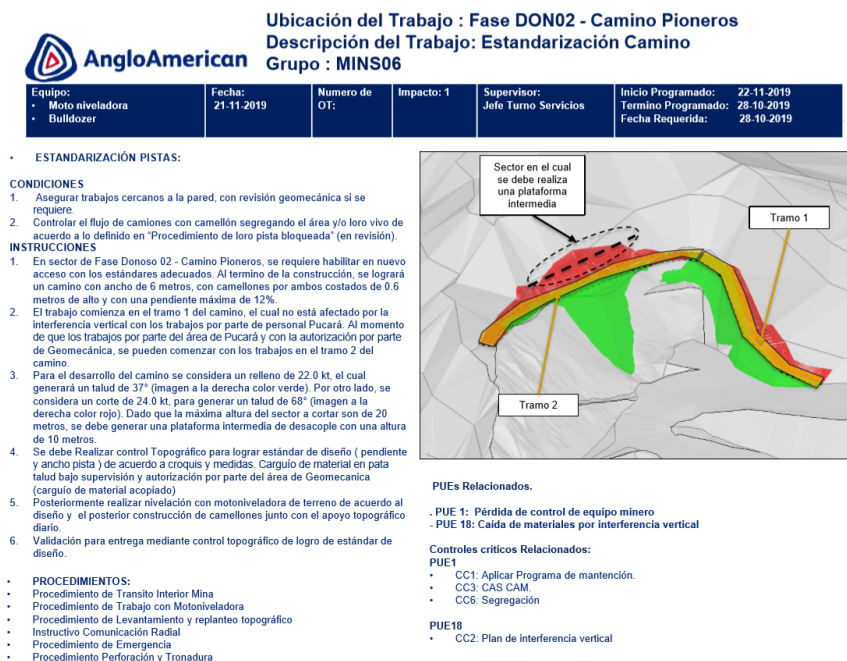 Ubicación del Trabajo : Fase DON02 - Camino Pioneros
Descripción del Trabajo: Estandarización Camino
Grupo : MINS06
AngloAmerican
Equipo:
• Moto niveladora
• Bulldozer
Fecha:
21-11-2019
Numero de
OT:
Impacto: 1
Supervisor:
Jefe Turno Servicios
Inicio Programado: 22-11-2019
Termino Programado: 28-10-2019
Fecha Requerida: 28-10-2019
• ESTANDARIZACIÓN PISTAS:
CONDICIONES
1. Asegurar trabajos cercanos a la pared, con revisión geomecánica si se
requiere.
2. Controlar el flujo de camiones con camellón segregando el área y/o loro vivo de
acuerdo a lo definido en "Procedimiento de loro pista bloqueada" (en revisión).
INSTRUCCIONES
1. En sector de Fase Donoso 02 - Camino Pioneros, se requiere habilitar en nuevo
acceso con los estándares adecuados. Al termino de la construcción, se logrará
un camino con ancho de 6 metros, con camellones por ambos costados de 0.6
metros de alto y con una pendiente máxima de 12%.
2. El trabajo comienza en el tramo 1 del camino, el cual no está afectado por la
interferencia vertical con los trabajos por parte de personal Pucará. Al momento
de que los trabajos por parte del área de Pucará y con la autorización por parte
de Geomecánica, se pueden comenzar con los trabajos en el tramo 2 del
camino.
3. Para el desarrollo del camino se considera un relleno de 22.0 kt, el cual
generará un talud de 37° (imagen a la derecha color verde). Por otro lado, se
considera un corte de 24.0 kt, para generar un talud de 68° (imagen a la
derecha color rojo). Dado que la máxima altura del sector a cortar son de 20
metros, se debe generar una plataforma intermedia de desacople con una altura
de 10 metros.
4. Se debe Realizar control Topográfico para lograr estándar de diseño ( pendiente
y ancho pista ) de acuerdo a croquis y medidas. Carguío de material en pata
talud bajo supervisión y autorización por parte del área de Geomecanica
(carguío de material acopiado)
5. Posteriormente realizar nivelación con motoniveladora de terreno de acuerdo al
diseño y el posterior construcción de camellones junto con el apoyo topográfico
diario.
6. Validación para entrega mediante control topográfico de logro de estándar de
diseño.
• PROCEDIMIENTOS:
• Procedimiento de Transito Interior Mina
• Procedimiento de Trabajo con Motoniveladora
• Procedimiento de Levantamiento y replanteo topográfico
• Instructivo Comunicación Radial
• Procedimiento de Emergencia
• Procedimiento Perforación y Tronadura
Sector en el cual
se debe realiza
una plataforma
intermedia
Tramo 1
Tramo 2
PUEs Relacionados.
. PUE 1: Pérdida de control de equipo minero
- PUE 18: Caída de materiales por interferencia vertical
Controles críticos Relacionados:
PUE1
• CC1: Aplicar Programa de mantención.
• CC3: CAS CAM.
• CC6: Segregación
PUE18
• CC2: Plan de interferencia vertical